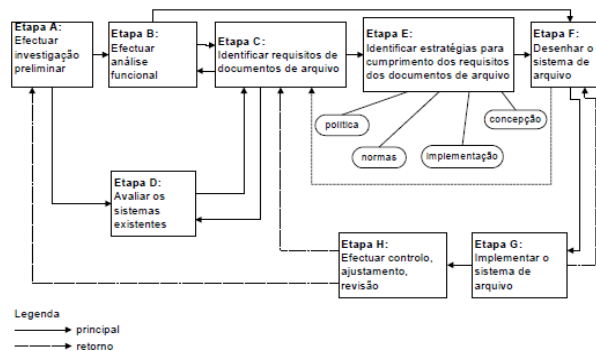 Etapa A:
Efectuar
investigação
preliminar
Etapa B:
Efectuar
análise
funcional
Etapa C:
Identificar requisitos de
documentos de arquivo
Etapa E:
Identificar estratégias para
cumprimento dos requisitos
dos documentos de arquivo
Etapa F:
Desenhar o
sistema de
arquivo
política
normas
implementação
concepção
Etapa D:
Avaliar os
sistemas
existentes
Etapa H:
Efectuar controlo,
ajustamento,
revisão
Etapa G:
Implementar o
sistema de
arquivo
Legenda
principal
retorno